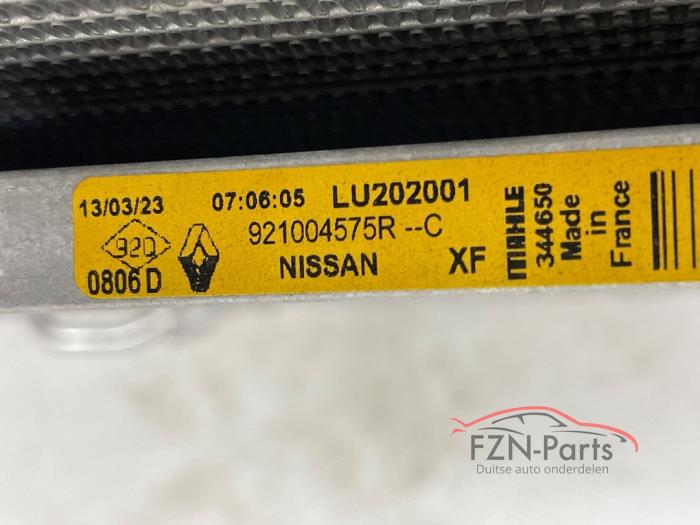 13/03/23 07:06:05 LU202001
921004575R --C
0806 D NISSAN XF
MAHLE
344650
Made
in
France
FZN-Parts
Duitse auto onderdelen